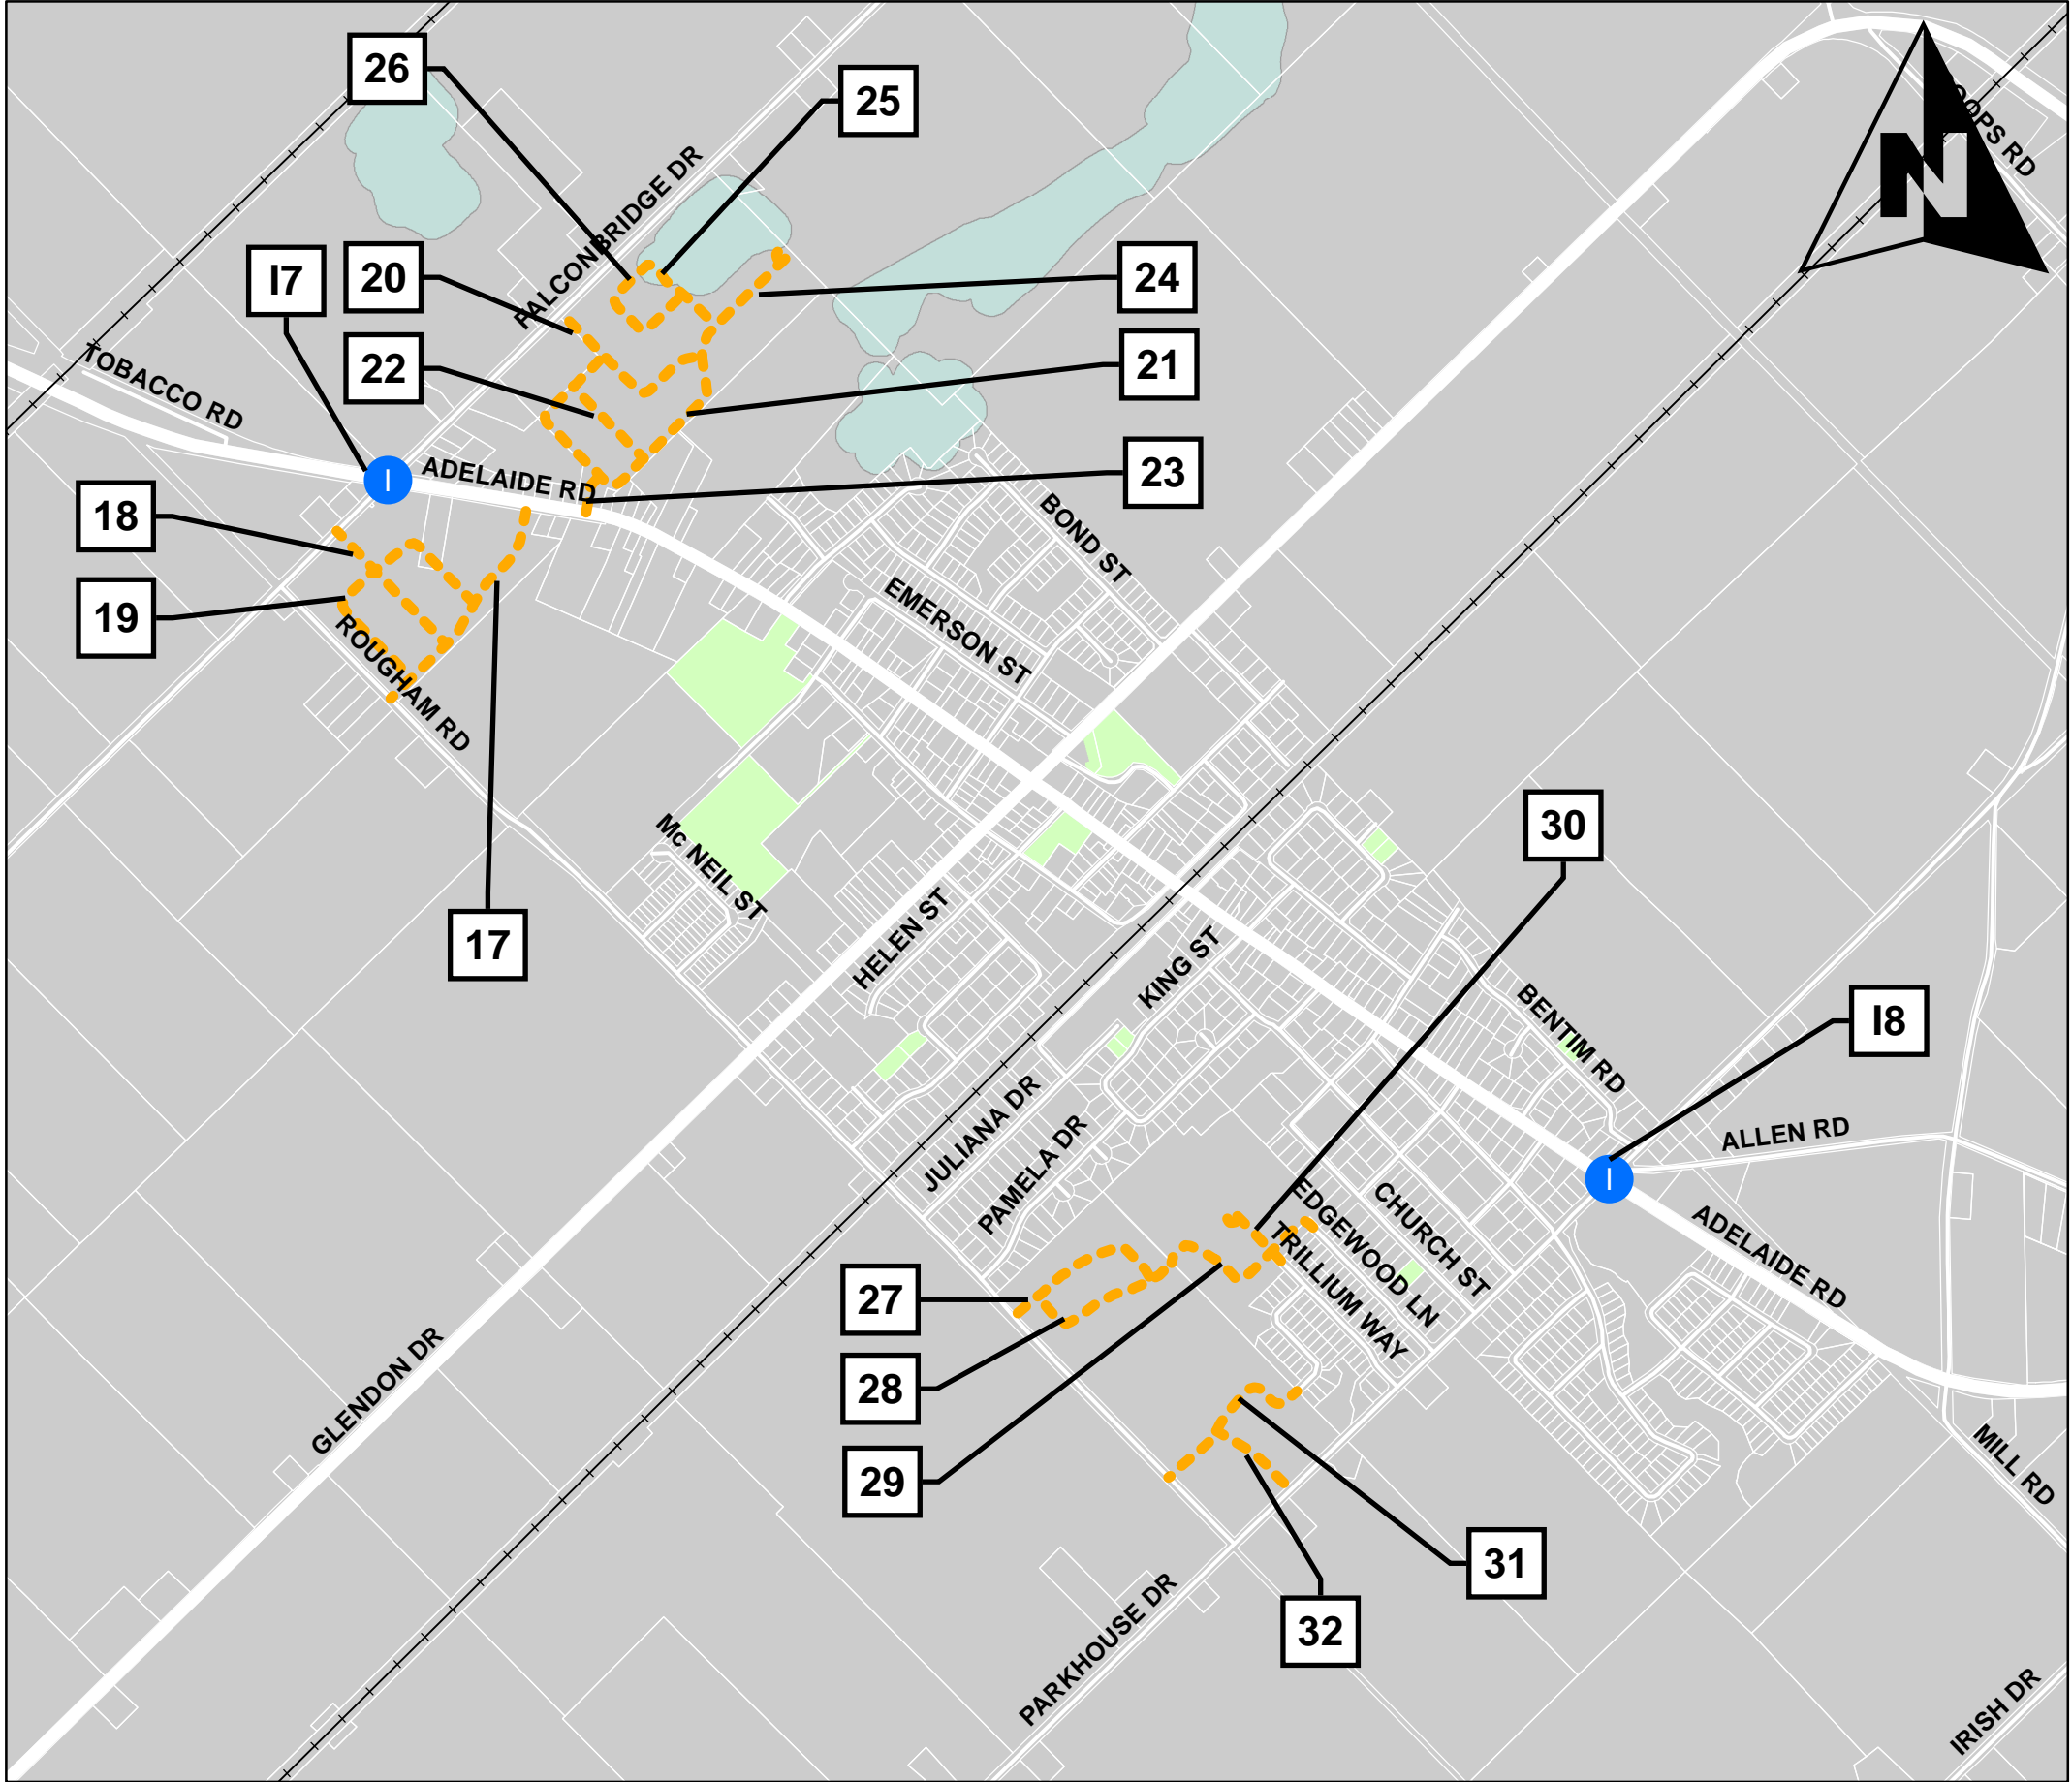 26
25
N
OOPS RD
FALCONBRIDGE DR
I7
20
24
22
21
TOBACCO RD
ADELAIDE RD
I
23
18
19
BOND ST
EMERSON ST
ROUGHAM RD
17
Mc NEIL ST
30
HELEN ST
KING ST
BENTIM RD
I8
JULIANA DR
PAMELA DR
ALLEN RD
I
EDGEWOOD LN
CHURCH ST
TRILLIUM WAY
ADELAIDE RD
27
28
29
GLENDON DR
MILL RD
31
32
PARKHOUSE DR
IRISH DR